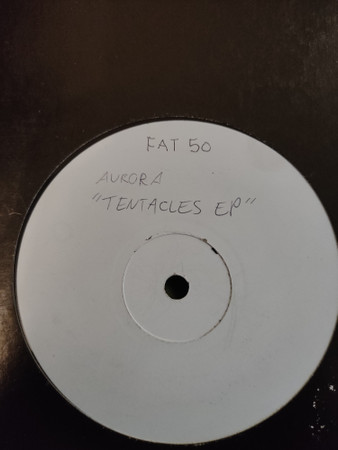 FAT 50
AURORA
"TENTACLES EP"